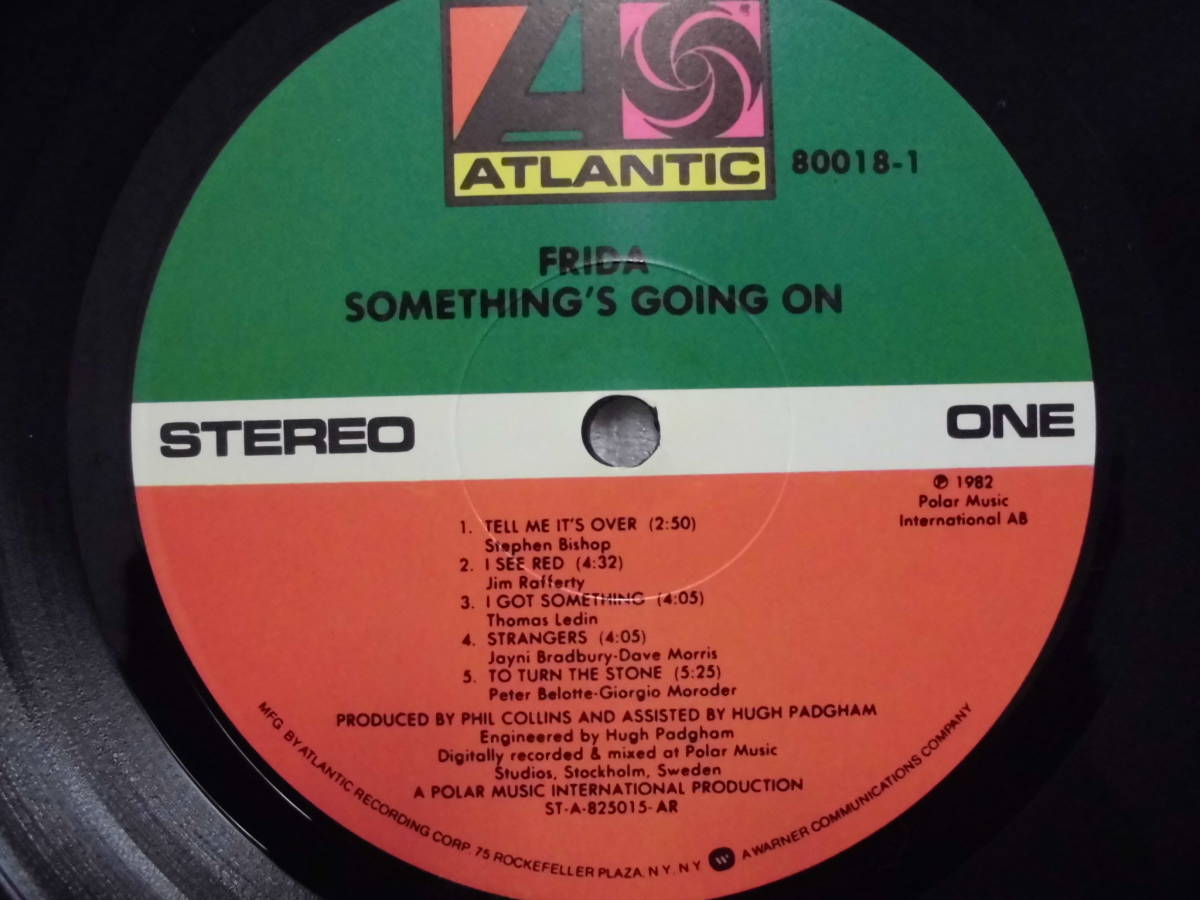 ATLANTIC
80018-1
FRIDA
SOMETHING'S GOING ON
STEREO
ONE
℗ 1982
Polar Music
International AB
1. TELL ME IT'S OVER (2:50)
Stephen Bishop
2. I SEE RED (4:32)
Jim Rafferty
3. I GOT SOMETHING (4:05)
Thomas Ledin
4. STRANGERS (4:05)
Jayni Bradbury-Dave Morris
5. TO TURN THE STONE (5:25)
Peter Belotte-Giorgio Moroder
PRODUCED BY PHIL COLLINS AND ASSISTED BY HUGH PADGHAM
Engineered by Hugh Padgham
Digitally recorded & mixed at Polar Music
Studios, Stockholm, Sweden
A POLAR MUSIC INTERNATIONAL PRODUCTION
ST-A-825015-AR
MFG. BY ATLANTIC RECORDING CORP. 75 ROCKEFELLER PLAZA, N.Y. N.Y. A WARNER COMMUNICATIONS COMPANY